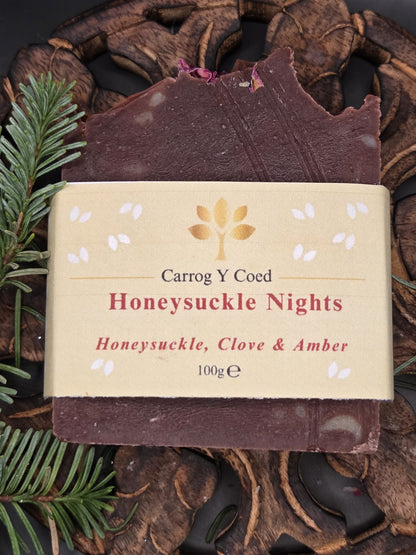 Carrog Y Coed
Honeysuckle Nights
Honeysuckle, Clove & Amber
100g ℮